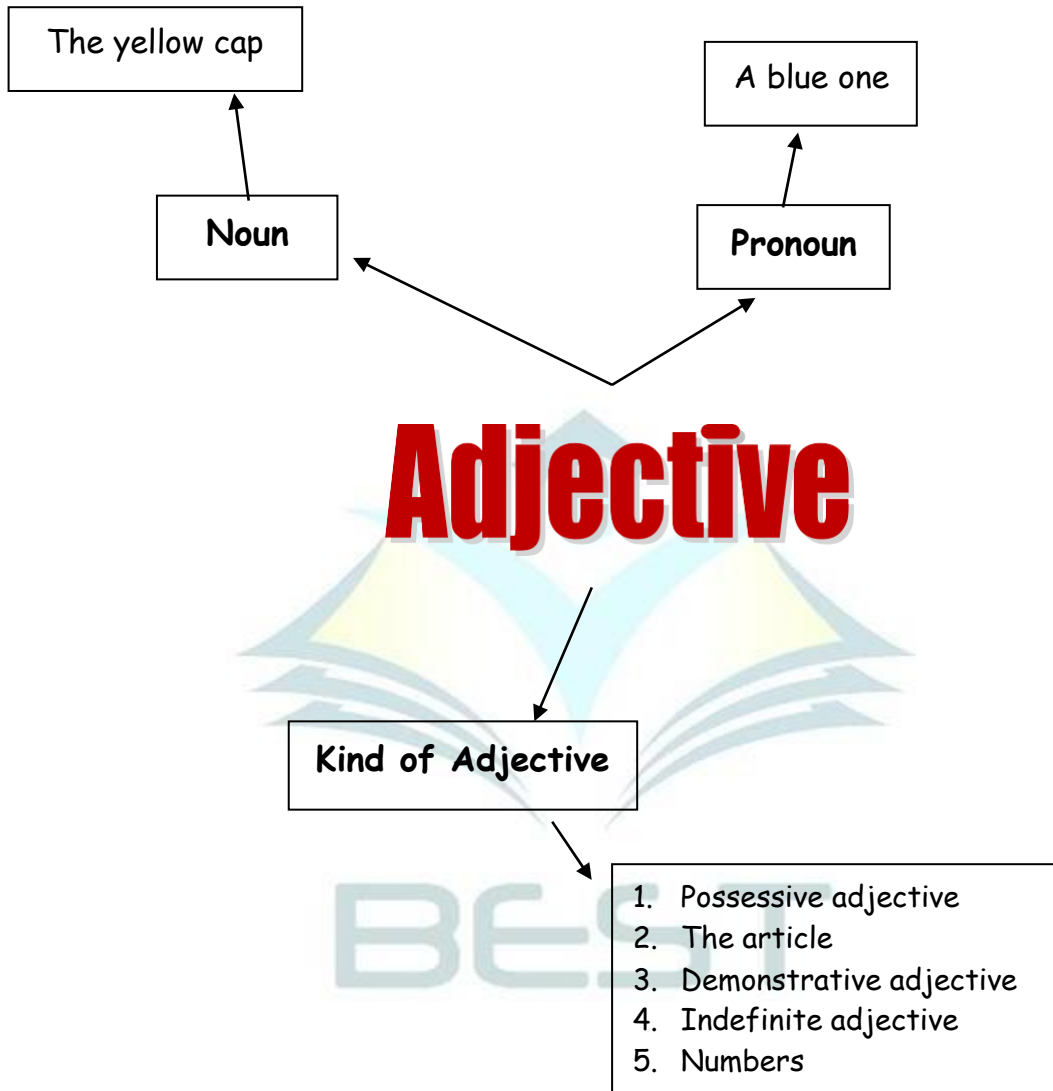 The yellow cap
A blue one
Noun
Pronoun
Adjective
Kind of Adjective
BEST
1. Possessive adjective
2. The article
3. Demonstrative adjective
4. Indefinite adjective
5. Numbers